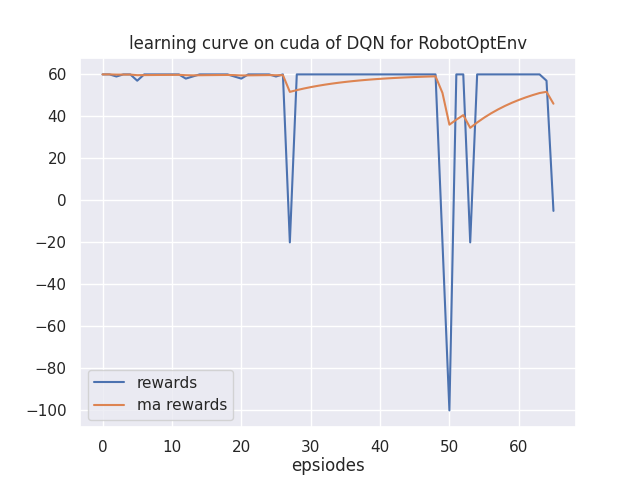 learning curve on cuda of DQN for RobotOptEnv
60
40
20
0
−20
−40
−60
−80
−100
rewards
ma rewards
0 10 20 30 40 50 60
epsiodes